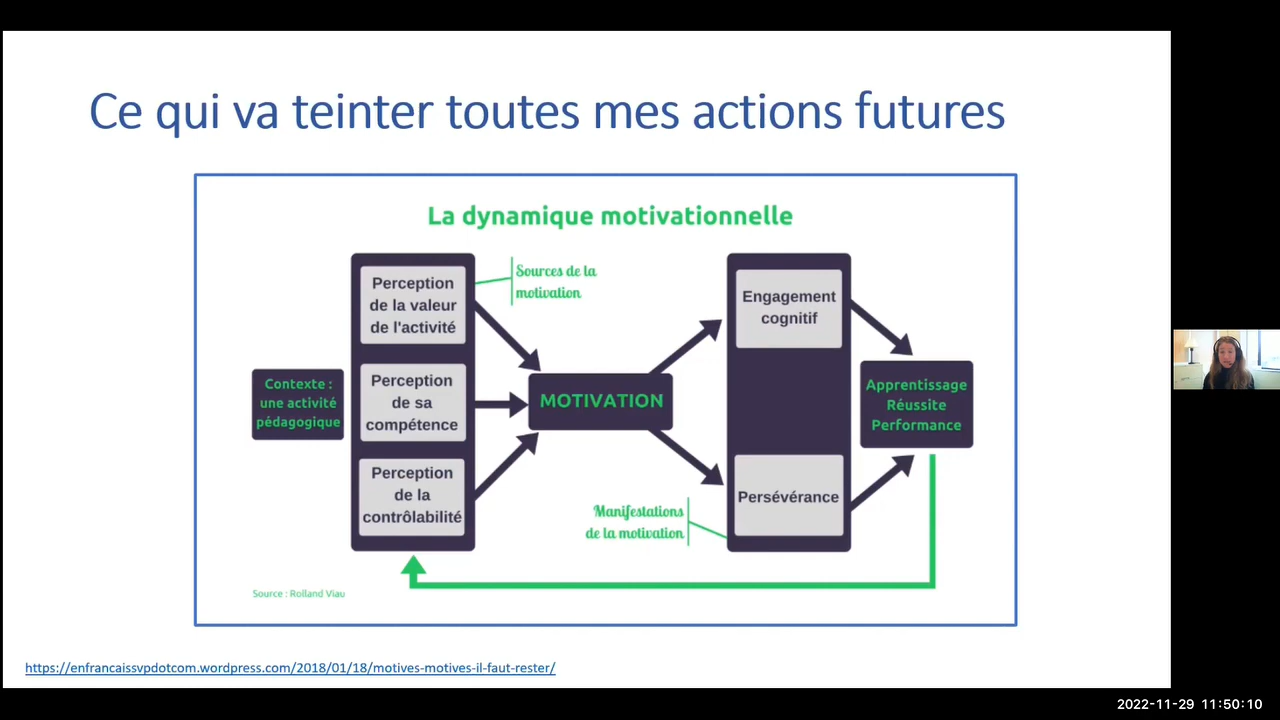 Ce qui va teinter toutes mes actions futures
La dynamique motivationnelle
Sources de la
motivation
Contexte :
une activité
pédagogique
Perception
de la valeur
de l'activité
Perception
de sa
compétence
Perception
de la
contrôlabilité
MOTIVATION
Engagement
cognitif
Persévérance
Manifestations
de la motivation
Apprentissage
Réussite
Performance
Source : Rolland Viau
https://enfrancaissvpdotcom.wordpress.com/2018/01/18/motives-motives-il-faut-rester/
2022-11-29 11:50:10